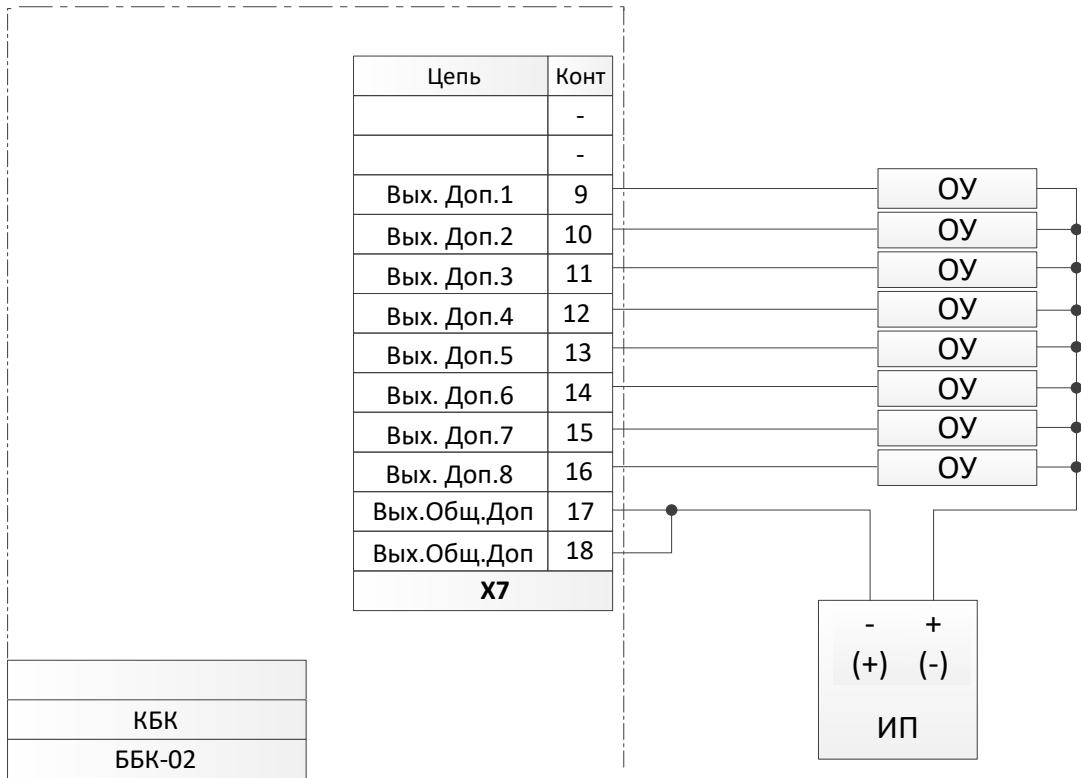 Цепь Конт
-
-
Вых. Доп.1 9 ОУ
Вых. Доп.2 10 ОУ
Вых. Доп.3 11 ОУ
Вых. Доп.4 12 ОУ
Вых. Доп.5 13 ОУ
Вых. Доп.6 14 ОУ
Вых. Доп.7 15 ОУ
Вых. Доп.8 16 ОУ
Вых.Общ.Доп 17
Вых.Общ.Доп 18
X7
- +
(+) (-)
ИП
КБК
ББК-02